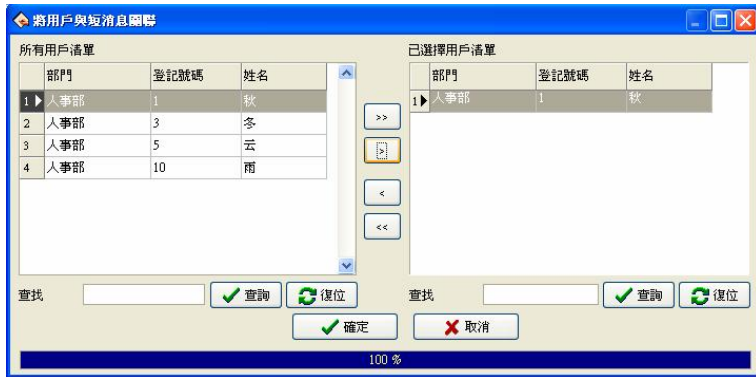 將用戶與短消息關聯
所有用戶清單
部門 登記號碼 姓名
1 人事部 1 秋
2 人事部 3 冬
3 人事部 5 云
4 人事部 10 雨
>>
>
<
<<
已選擇用戶清單
部門 登記號碼 姓名
1 人事部 1 秋
查找 查詢 復位
查找 查詢 復位
確定 取消
100 %